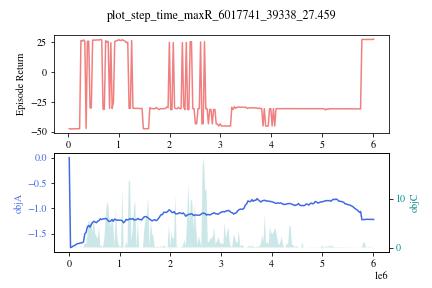 plot_step_time_maxR_6017741_39338_27.459
Episode Return
25
0
−25
−50
0 1 2 3 4 5 6
objA
0.0
−0.5
−1.0
−1.5
objC
10
0
0 1 2 3 4 5 6
1e6